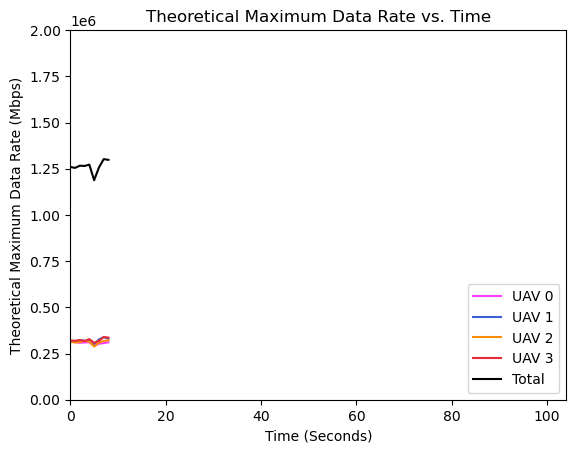 Theoretical Maximum Data Rate vs. Time
1e6
2.00
1.75
1.50
1.25
1.00
0.75
0.50
0.25
0.00
Theoretical Maximum Data Rate (Mbps)
UAV 0
UAV 1
UAV 2
UAV 3
Total
0 20 40 60 80 100
Time (Seconds)